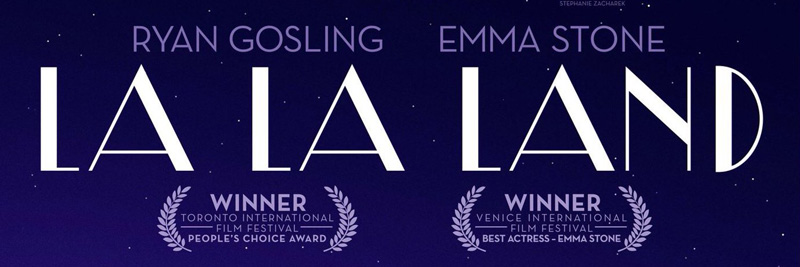 STEPHANIE ZACHAREK
RYAN GOSLING EMMA STONE
LA LA LAND
WINNER
TORONTO INTERNATIONAL
FILM FESTIVAL
PEOPLE'S CHOICE AWARD
WINNER
VENICE INTERNATIONAL
FILM FESTIVAL
BEST ACTRESS – EMMA STONE